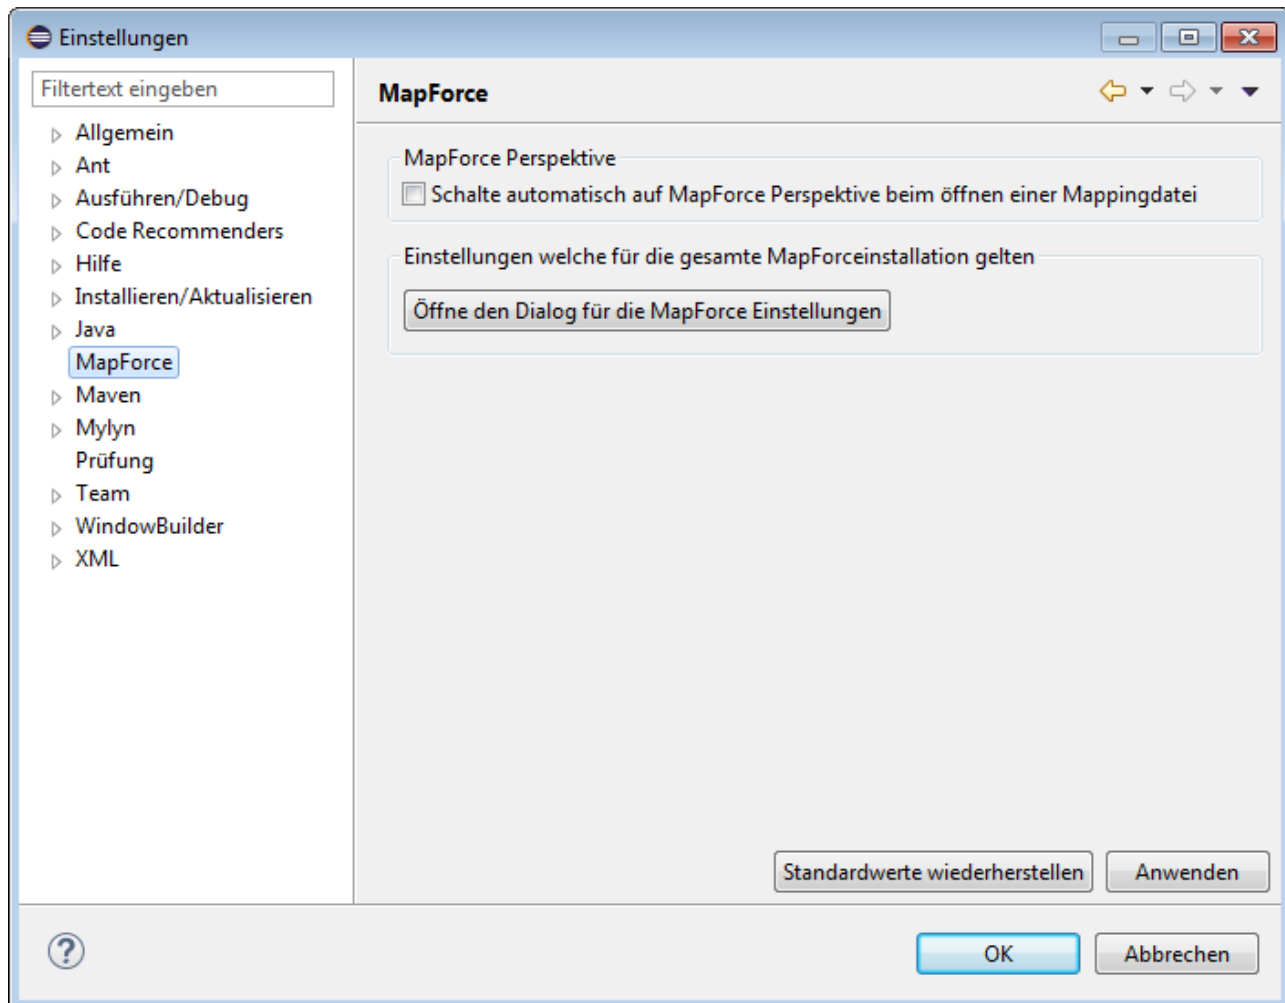 Einstellungen
Filtertext eingeben
Allgemein
Ant
Ausführen/Debug
Code Recommenders
Hilfe
Installieren/Aktualisieren
Java
MapForce
Maven
Mylyn
Prüfung
Team
WindowBuilder
XML
MapForce
MapForce Perspektive
Schalte automatisch auf MapForce Perspektive beim öffnen einer Mappingdatei
Einstellungen welche für die gesamte MapForceinstallation gelten
Öffne den Dialog für die MapForce Einstellungen
Standardwerte wiederherstellen Anwenden
? OK Abbrechen